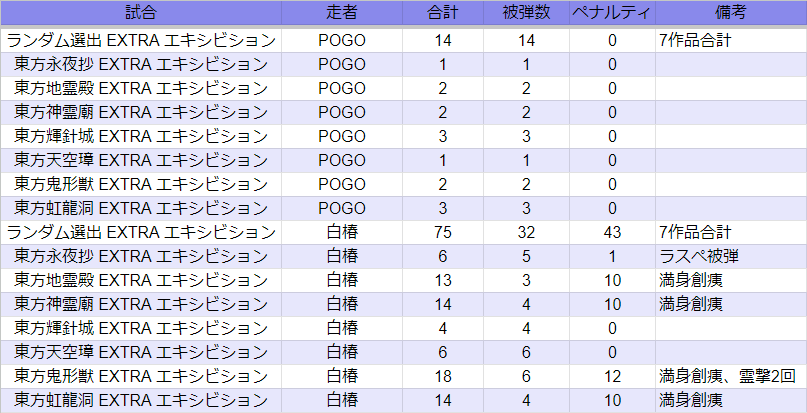 試合 走者 合計 被弾数 ペナルティ 備考
ランダム選出 EXTRA エキシビション POGO 14 14 0 7作品合計
東方永夜抄 EXTRA エキシビション POGO 1 1 0
東方地霊殿 EXTRA エキシビション POGO 2 2 0
東方神霊廟 EXTRA エキシビション POGO 2 2 0
東方輝針城 EXTRA エキシビション POGO 3 3 0
東方天空璋 EXTRA エキシビション POGO 1 1 0
東方鬼形獣 EXTRA エキシビション POGO 2 2 0
東方虹龍洞 EXTRA エキシビション POGO 3 3 0
ランダム選出 EXTRA エキシビション 白椿 75 32 43 7作品合計
東方永夜抄 EXTRA エキシビション 白椿 6 5 1 ラスペ被弾
東方地霊殿 EXTRA エキシビション 白椿 13 3 10 満身創痍
東方神霊廟 EXTRA エキシビション 白椿 14 4 10 満身創痍
東方輝針城 EXTRA エキシビション 白椿 4 4 0
東方天空璋 EXTRA エキシビション 白椿 6 6 0
東方鬼形獣 EXTRA エキシビション 白椿 18 6 12 満身創痍、霊撃2回
東方虹龍洞 EXTRA エキシビション 白椿 14 4 10 満身創痍